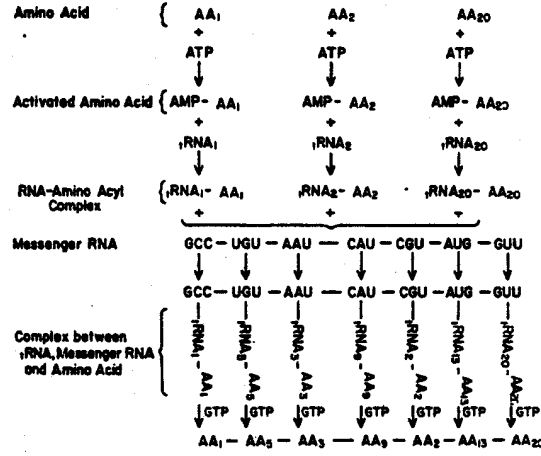 Amino Acid { AA₁ AA₂ AA₂₀
+ + +
ATP ATP ATP
Activated Amino Acid { AMP- AA₁ AMP- AA₂ AMP- AA₂₀
+ + +
tRNA₁ tRNA₂ tRNA₂₀
RNA-Amino Acyl Complex { tRNA₁- AA₁ tRNA₂- AA₂ tRNA₂₀- AA₂₀
+ +
Messenger RNA GCC - UGU - AAU — CAU - CGU - AUG - GUU
GCC - UGU - AAU — CAU - CGU - AUG - GUU
Complex between
tRNA, Messenger RNA
and Amino Acid
tRNA₁- AA₁
tRNA₅- AA₅
tRNA₃- AA₃
tRNA₉- AA₉
tRNA₂- AA₂
tRNA₁₃- AA₁₃
tRNA₂₀- AA₂₀
GTP GTP GTP GTP GTP GTP GTP
AA₁ — AA₅ — AA₃ — AA₉ — AA₂ — AA₁₃ — AA₂₀